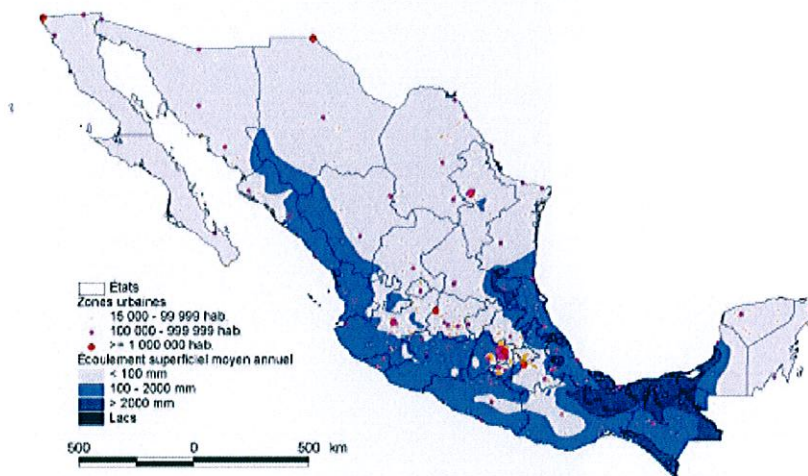 États
Zones urbaines
15 000 - 99 999 hab.
100 000 - 999 999 hab.
>= 1 000 000 hab.
Écoulement superficiel moyen annuel
< 100 mm
100 - 2000 mm
> 2000 mm
Lacs
500 0 500 km